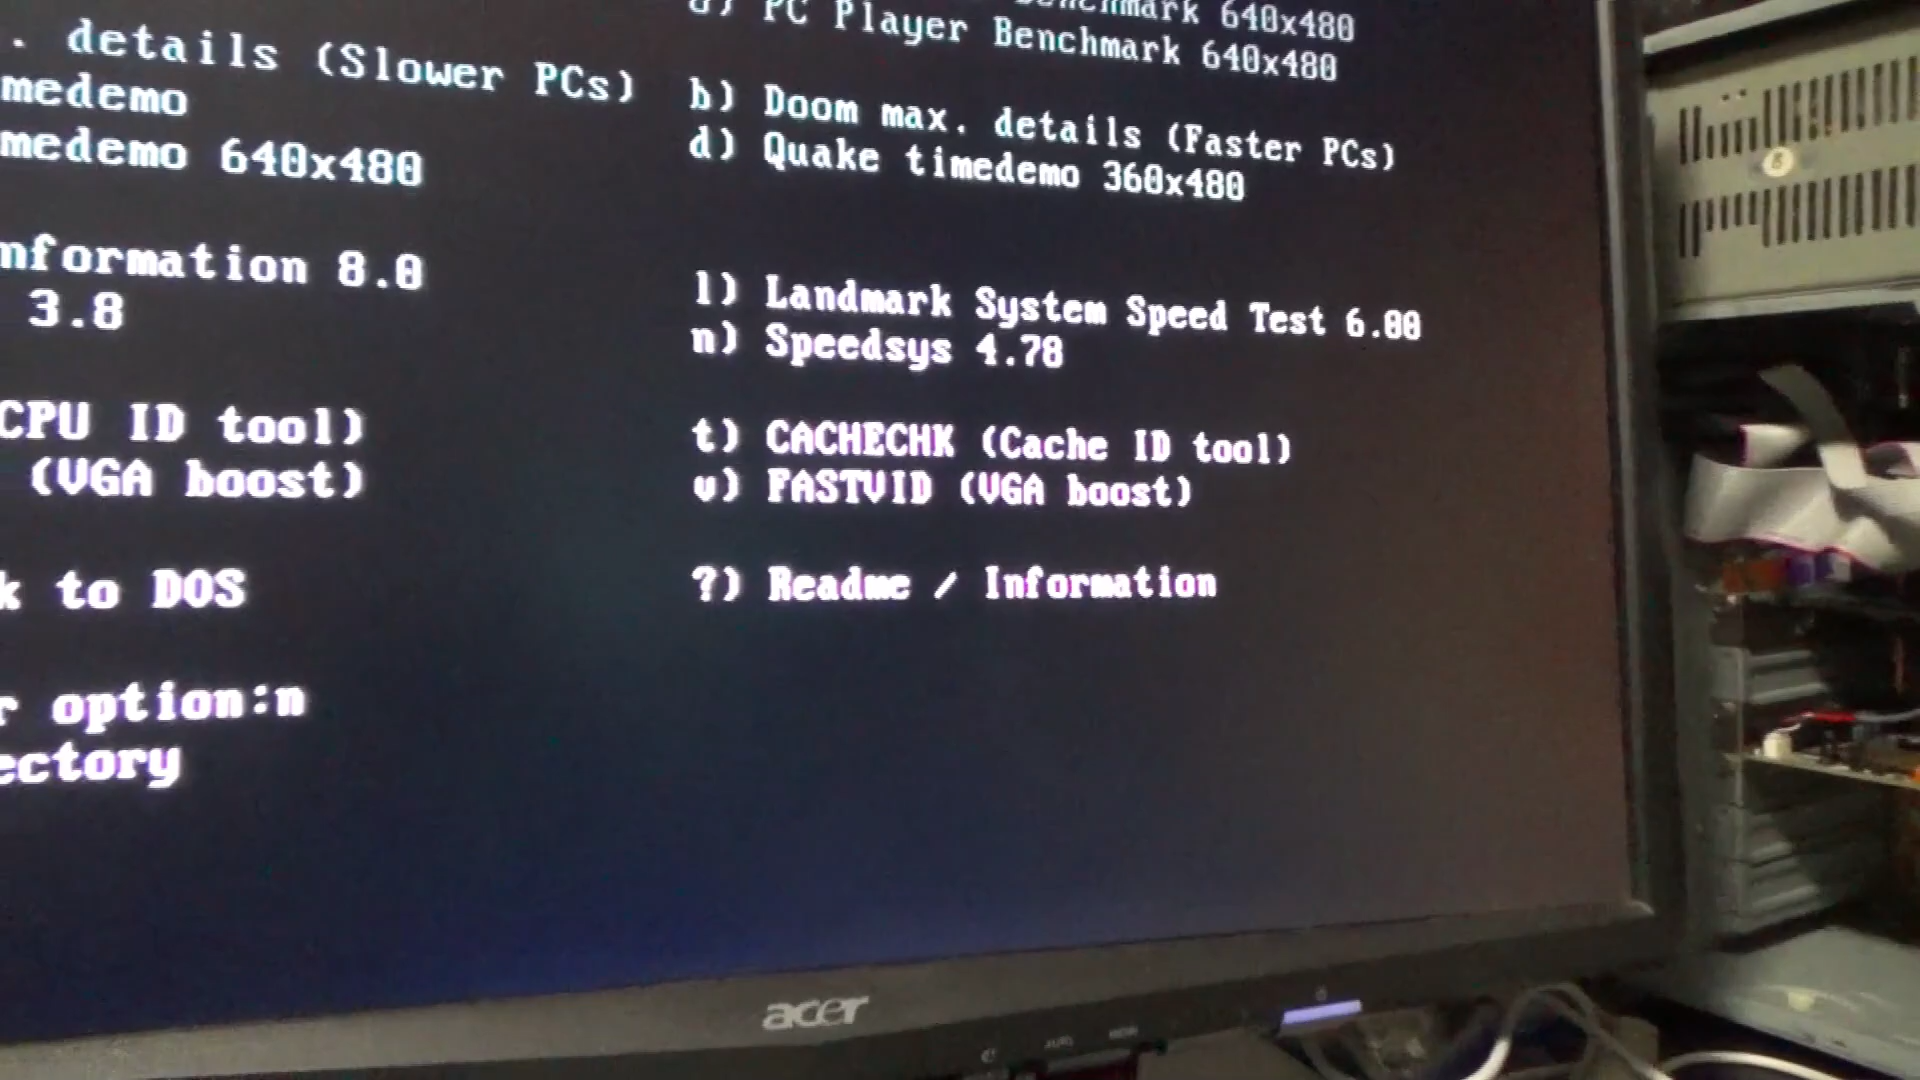 Benchmark 640x480
PC Player Benchmark 640x480
. details (Slower PCs)
b) Doom max. details (Faster PCs)
medemo
d) Quake timedemo 360x480
medemo 640x480
nformation 8.0
l) Landmark System Speed Test 6.00
3.8
n) Speedsys 4.78
CPU ID tool)
t) CACHECHK (Cache ID tool)
(VGA boost)
v) FASTVID (VGA boost)
k to DOS
?) Readme / Information
r option:n
ectory
acer